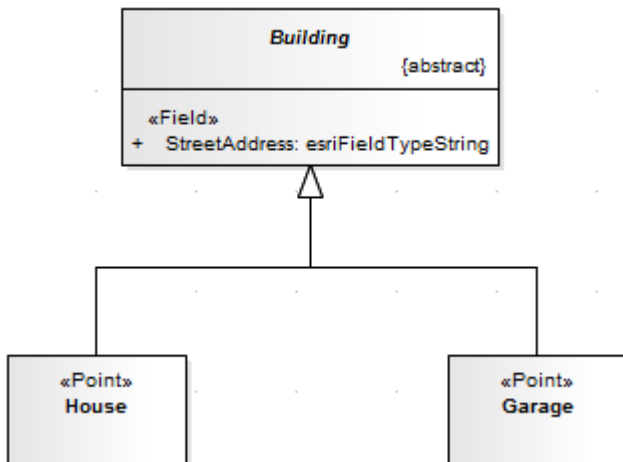 Building
{abstract}
«Field»
+ StreetAddress: esriFieldTypeString
«Point»
House
«Point»
Garage